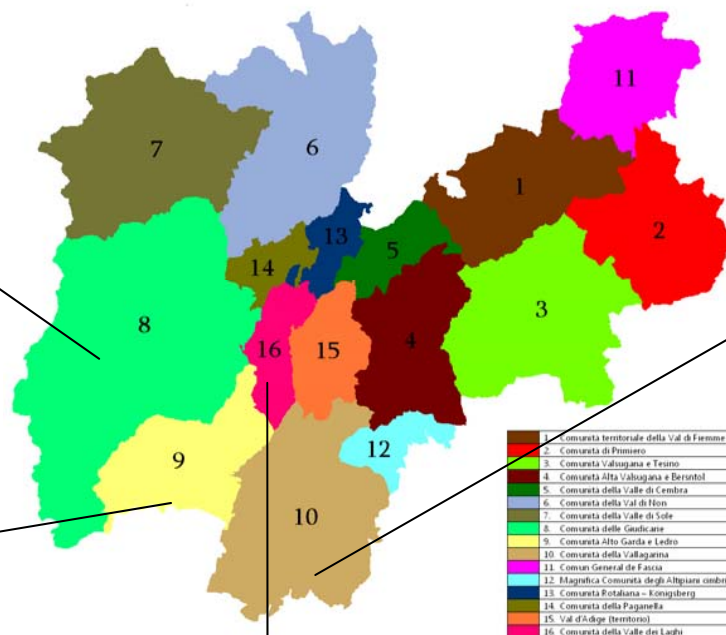 11
7
6
1
13
5
2
14
3
8
16
15
4
12
9
10
1. Comunità territoriale della Val di Fiemme
2. Comunità di Primiero
3. Comunità Valsugana e Tesino
4. Comunità Alta Valsugana e Bersntol
5. Comunità della Valle di Cembra
6. Comunità della Val di Non
7. Comunità della Valle di Sole
8. Comunità delle Giudicarie
9. Comunità Alto Garda e Ledro
10. Comunità della Vallagarina
11. Comun General de Fascia
12. Magnifica Comunità degli Altipiani cimbri
13. Comunità Rotaliana – Königsberg
14. Comunità della Paganella
15. Val d'Adige (territorio)
16. Comunità della Valle dei Laghi